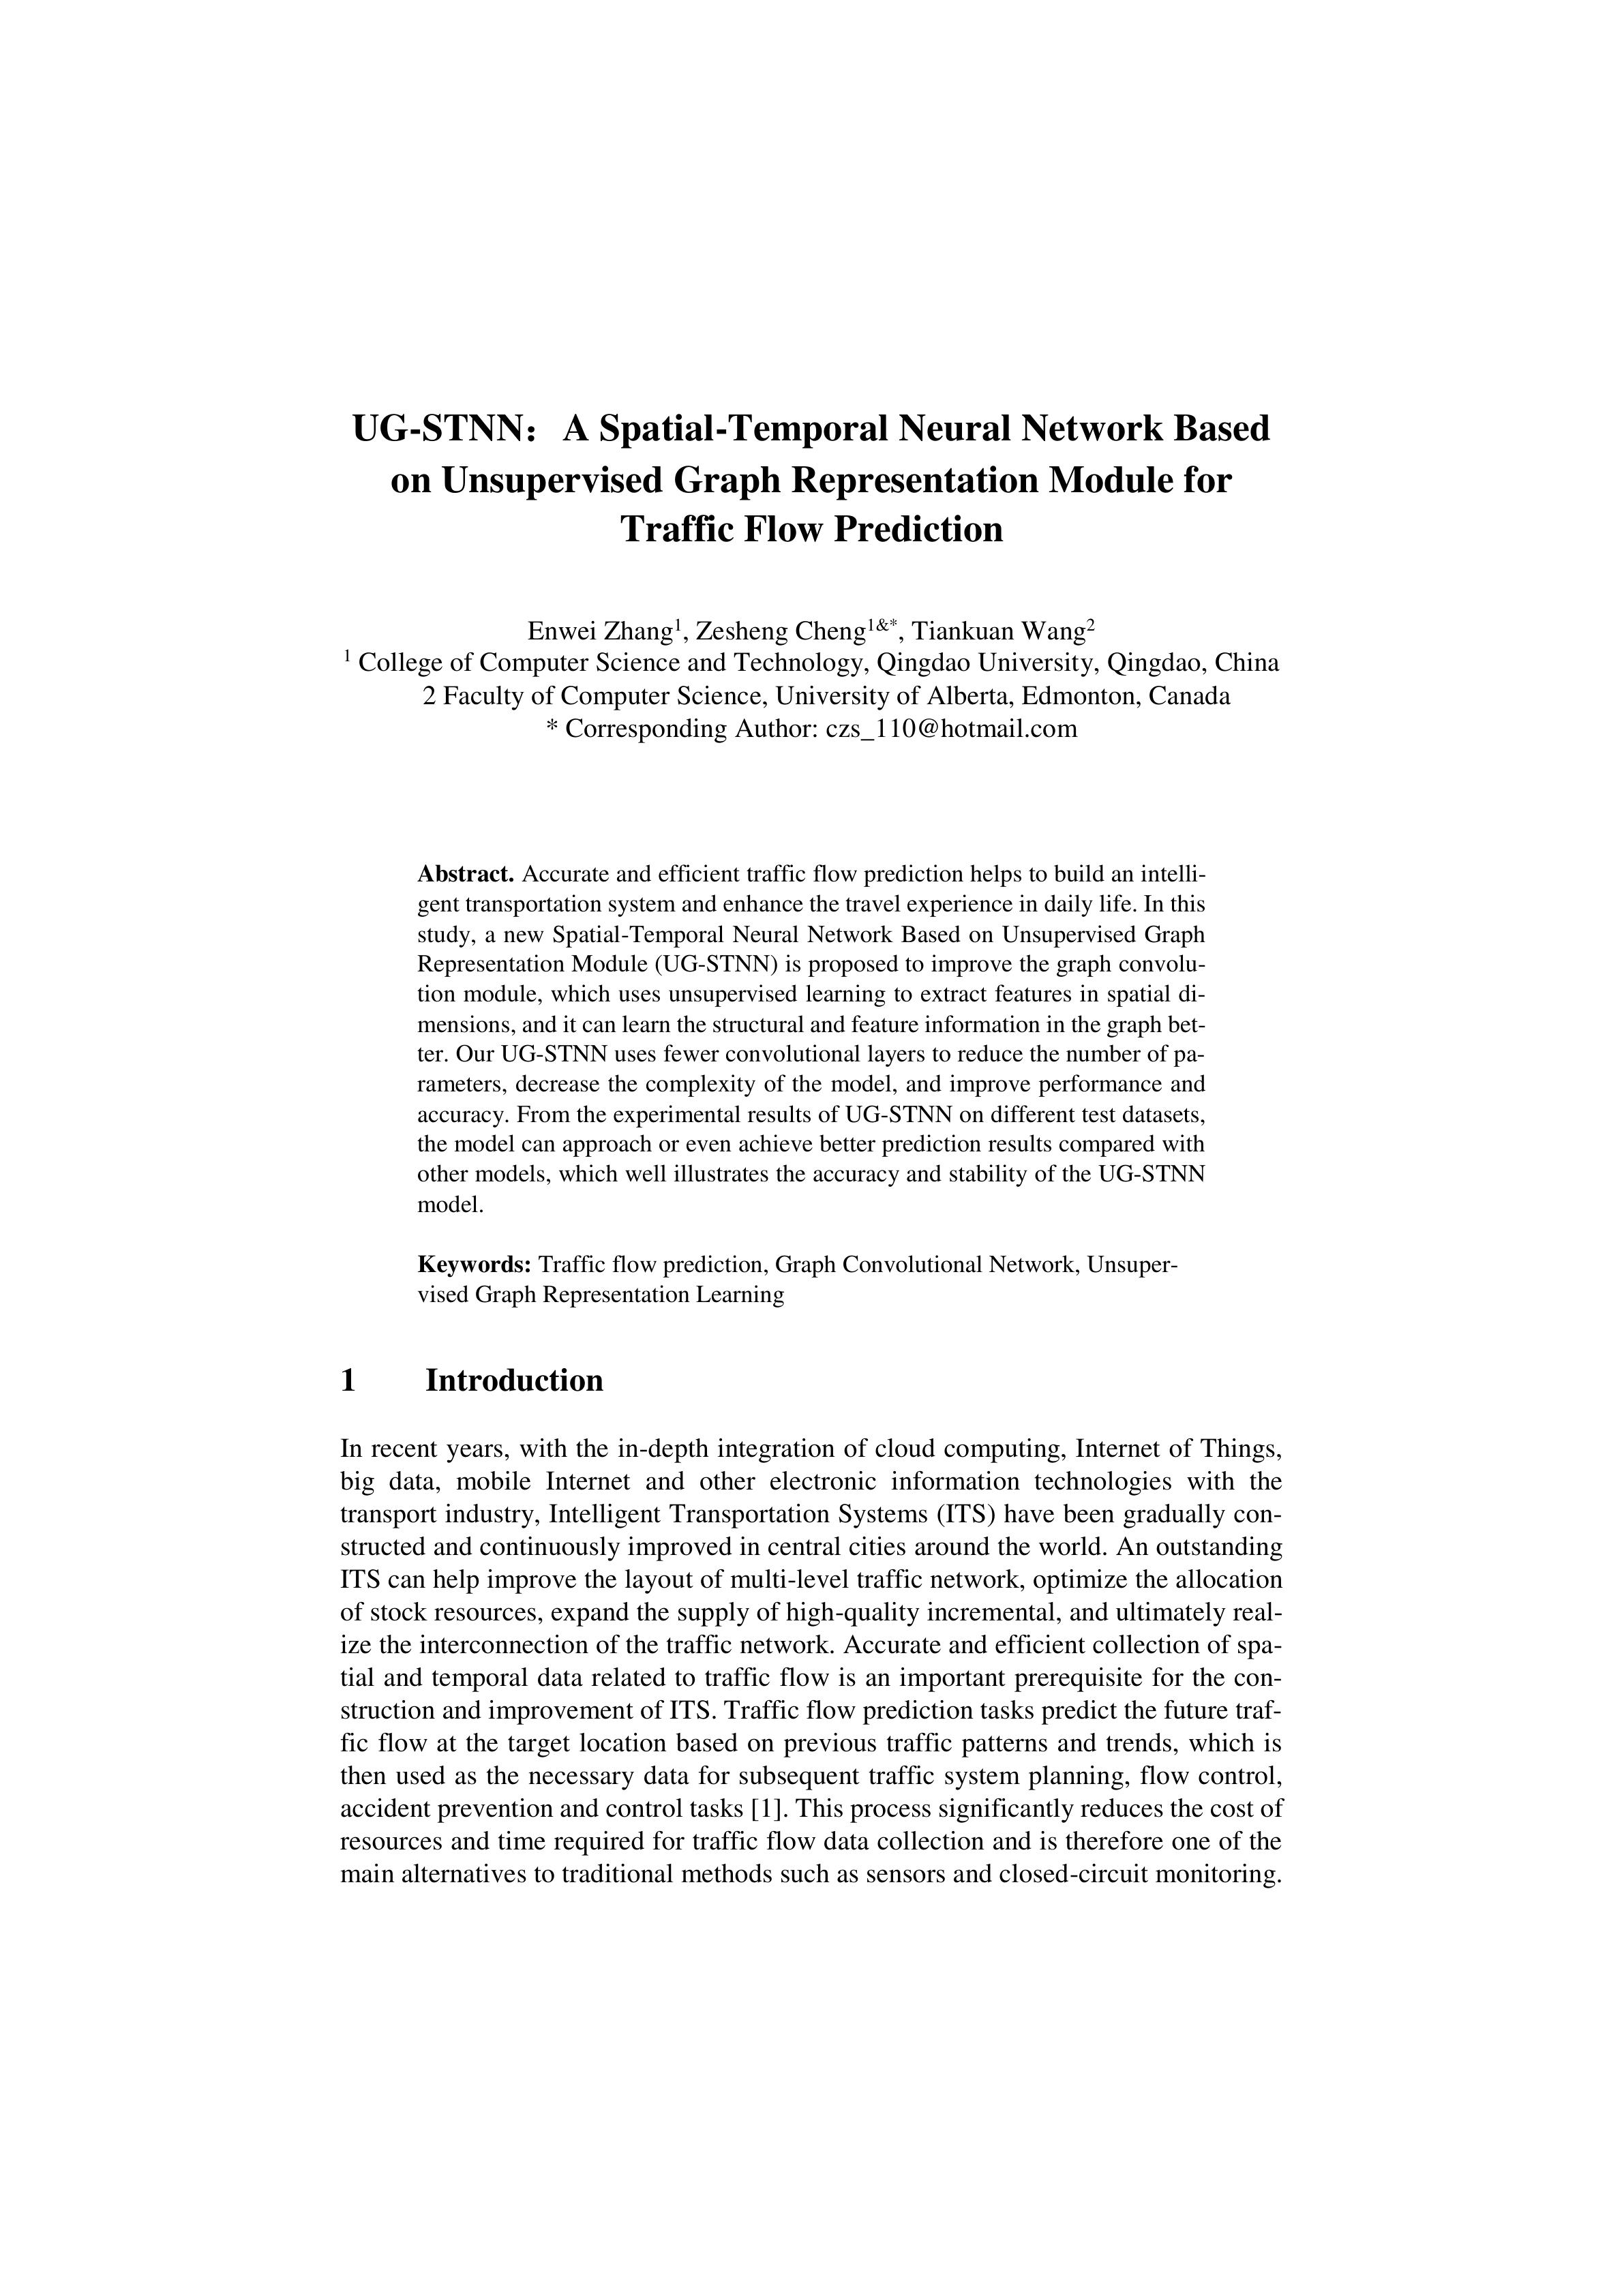 UG-STNN：A Spatial-Temporal Neural Network Based
on Unsupervised Graph Representation Module for
Traffic Flow Prediction
Enwei Zhang1, Zesheng Cheng1&*, Tiankuan Wang2
1 College of Computer Science and Technology, Qingdao University, Qingdao, China
2 Faculty of Computer Science, University of Alberta, Edmonton, Canada
* Corresponding Author: czs_110@hotmail.com
Abstract. Accurate and efficient traffic flow prediction helps to build an intelli-
gent transportation system and enhance the travel experience in daily life. In this
study, a new Spatial-Temporal Neural Network Based on Unsupervised Graph
Representation Module (UG-STNN) is proposed to improve the graph convolu-
tion module, which uses unsupervised learning to extract features in spatial di-
mensions, and it can learn the structural and feature information in the graph bet-
ter. Our UG-STNN uses fewer convolutional layers to reduce the number of pa-
rameters, decrease the complexity of the model, and improve performance and
accuracy. From the experimental results of UG-STNN on different test datasets,
the model can approach or even achieve better prediction results compared with
other models, which well illustrates the accuracy and stability of the UG-STNN
model.
Keywords: Traffic flow prediction, Graph Convolutional Network, Unsuper-
vised Graph Representation Learning
1 Introduction
In recent years, with the in-depth integration of cloud computing, Internet of Things,
big data, mobile Internet and other electronic information technologies with the
transport industry, Intelligent Transportation Systems (ITS) have been gradually con-
structed and continuously improved in central cities around the world. An outstanding
ITS can help improve the layout of multi-level traffic network, optimize the allocation
of stock resources, expand the supply of high-quality incremental, and ultimately real-
ize the interconnection of the traffic network. Accurate and efficient collection of spa-
tial and temporal data related to traffic flow is an important prerequisite for the con-
struction and improvement of ITS. Traffic flow prediction tasks predict the future traf-
fic flow at the target location based on previous traffic patterns and trends, which is
then used as the necessary data for subsequent traffic system planning, flow control,
accident prevention and control tasks [1]. This process significantly reduces the cost of
resources and time required for traffic flow data collection and is therefore one of the
main alternatives to traditional methods such as sensors and closed-circuit monitoring.